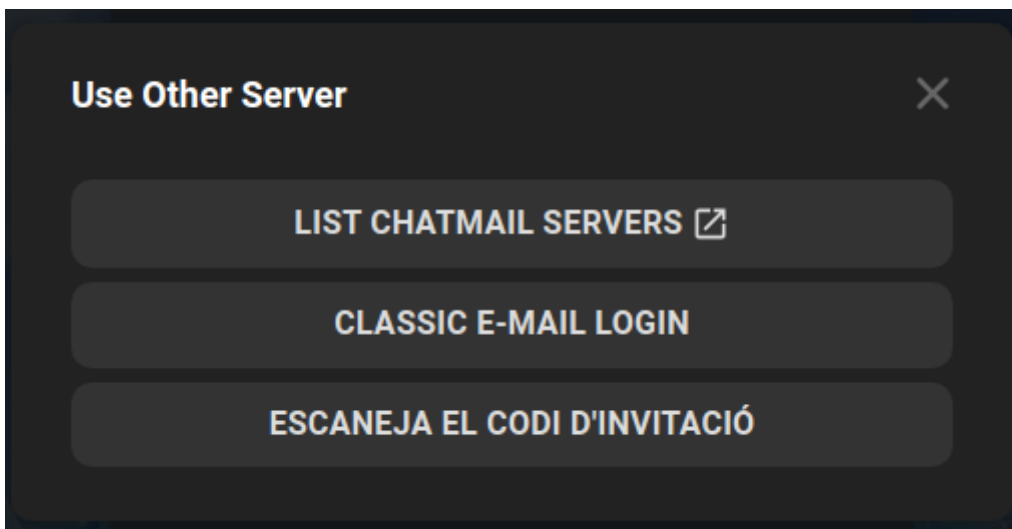 Use Other Server
LIST CHATMAIL SERVERS
CLASSIC E-MAIL LOGIN
ESCANEJA EL CODI D'INVITACIÓ